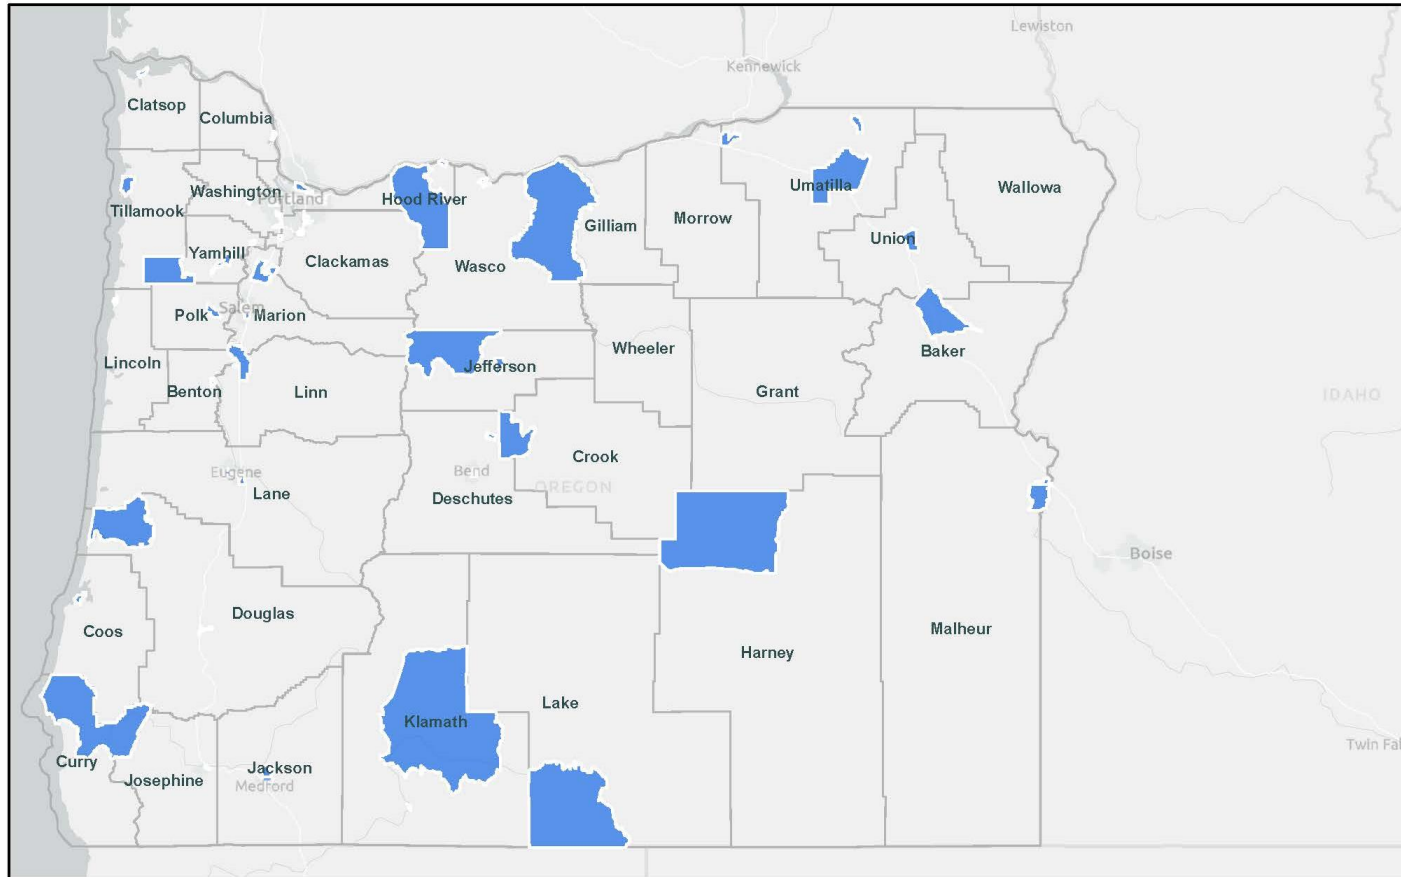 Lewiston
Kennewick
Clatsop
Columbia
Washington
Portland
Tillamook
Hood River
Umatilla
Wallowa
Gilliam
Morrow
Union
Yamhill
Clackamas
Wasco
Polk
Salem
Marion
Jefferson
Wheeler
Baker
Lincoln
Benton
Linn
Grant
IDAHO
Crook
Eugene
Bend
OREGON
Lane
Deschutes
Boise
Coos
Douglas
Malheur
Harney
Klamath
Lake
Curry
Josephine
Jackson
Medford
Twin Fal